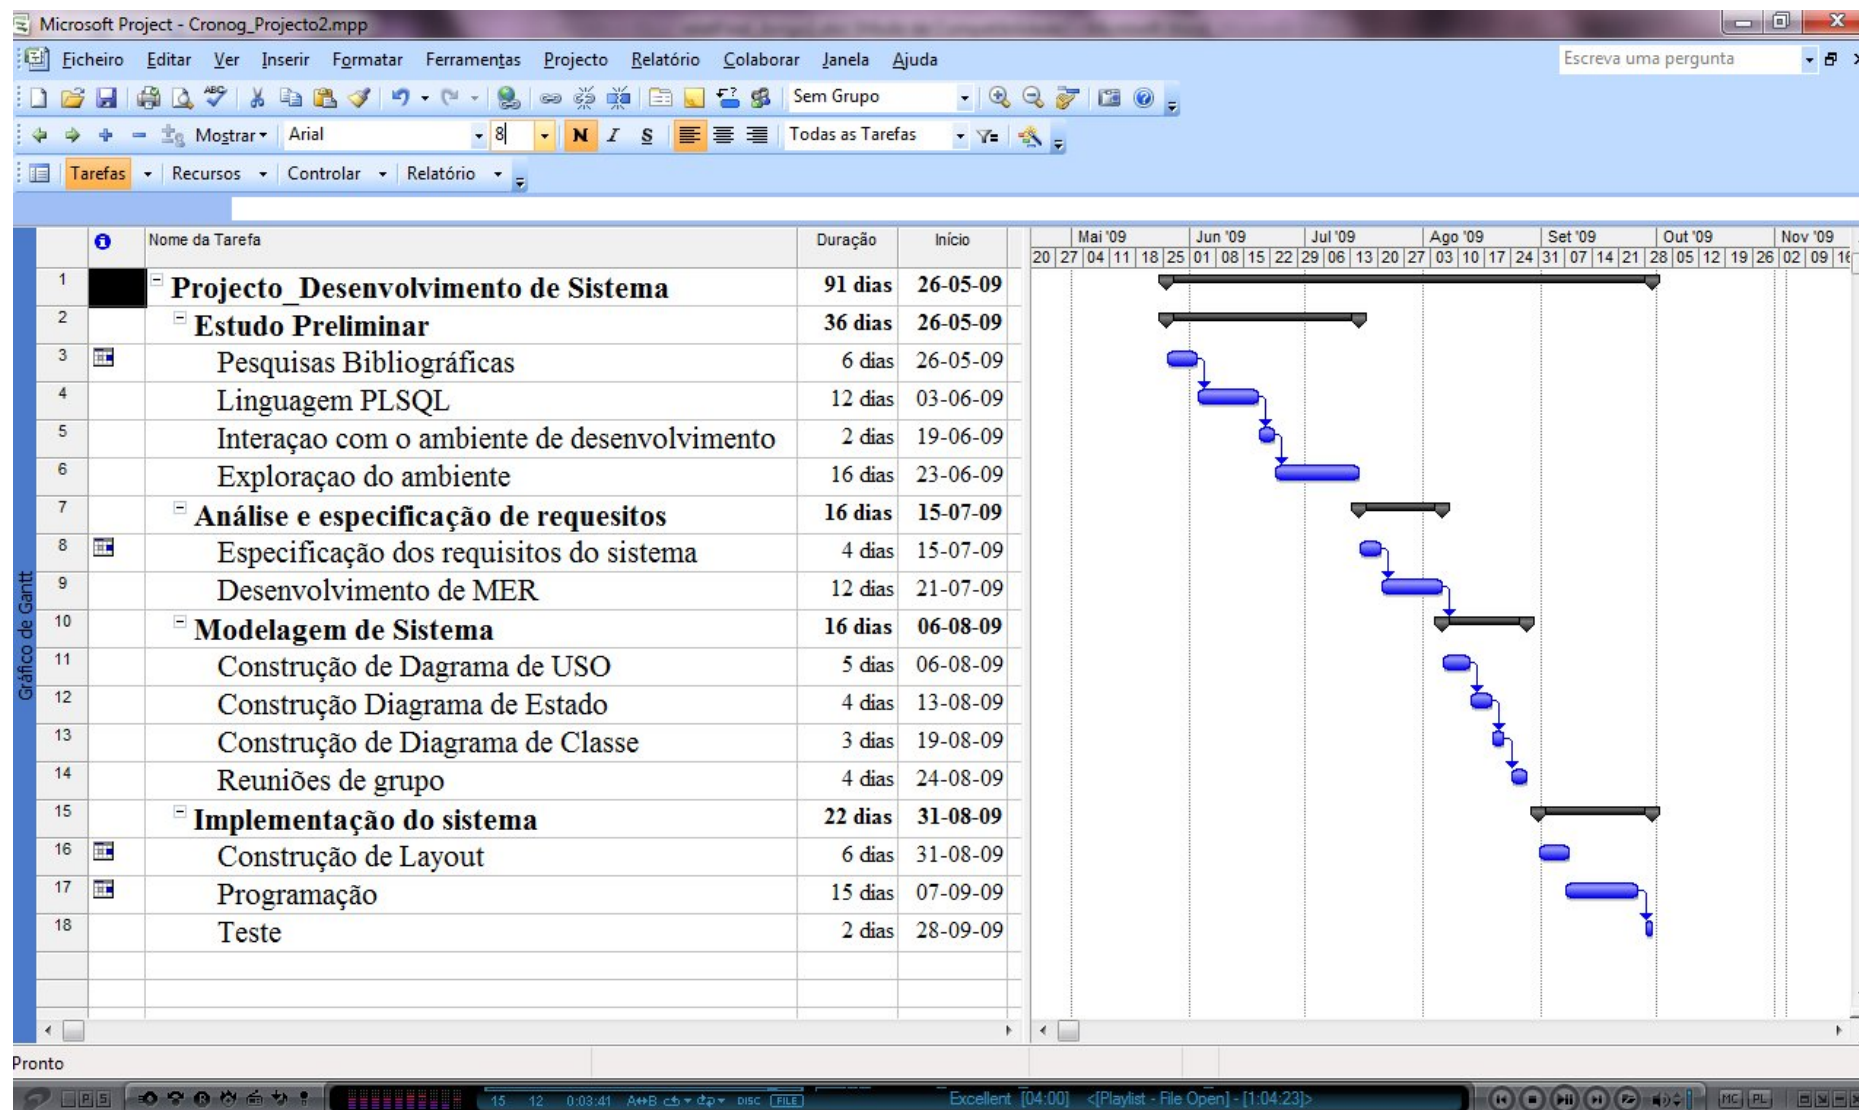 Microsoft Project - Cronog_Projecto2.mpp
Ficheiro Editar Ver Inserir Formatar Ferramentas Projecto Relatório Colaborar Janela Ajuda Escreva uma pergunta
Sem Grupo
Mostrar Arial 8 N I S Todas as Tarefas
Tarefas Recursos Controlar Relatório
Nome da Tarefa Duração Início Mai '09 Jun '09 Jul '09 Ago '09 Set '09 Out '09 Nov '09
20 27 04 11 18 25 01 08 15 22 29 06 13 20 27 03 10 17 24 31 07 14 21 28 05 12 19 26 02 09 16
1 Projecto_Desenvolvimento de Sistema 91 dias 26-05-09
2 Estudo Preliminar 36 dias 26-05-09
3 Pesquisas Bibliográficas 6 dias 26-05-09
4 Linguagem PLSQL 12 dias 03-06-09
5 Interaçao com o ambiente de desenvolvimento 2 dias 19-06-09
6 Exploraçao do ambiente 16 dias 23-06-09
7 Análise e especificação de requesitos 16 dias 15-07-09
8 Especificação dos requisitos do sistema 4 dias 15-07-09
9 Desenvolvimento de MER 12 dias 21-07-09
10 Modelagem de Sistema 16 dias 06-08-09
11 Construção de Dagrama de USO 5 dias 06-08-09
12 Construção Diagrama de Estado 4 dias 13-08-09
13 Construção de Diagrama de Classe 3 dias 19-08-09
14 Reuniões de grupo 4 dias 24-08-09
15 Implementação do sistema 22 dias 31-08-09
16 Construção de Layout 6 dias 31-08-09
17 Programação 15 dias 07-09-09
18 Teste 2 dias 28-09-09
Gráfico de Gantt
Pronto
15 12 0:03:41 A↔B DISC FILE Excellent [04:00] <[Playlist - File Open] - [1:04:23]> MC PL